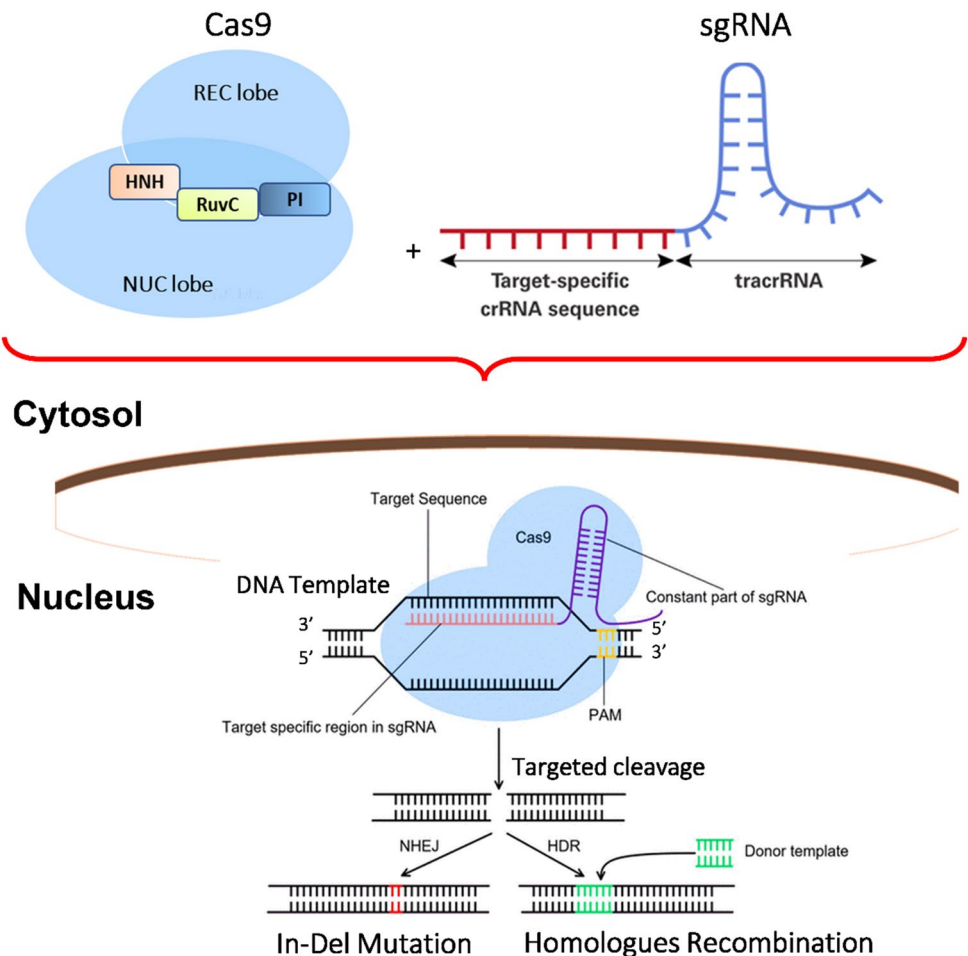 Cas9
sgRNA
REC lobe
HNH
RuvC
PI
NUC lobe
+
Target-specific
crRNA sequence
tracrRNA
Cytosol
Target Sequence
Cas9
Nucleus
DNA Template
Constant part of sgRNA
3’
5’
5’
3’
PAM
Target specific region in sgRNA
Targeted cleavage
NHEJ
HDR
Donor template
In-Del Mutation
Homologues Recombination